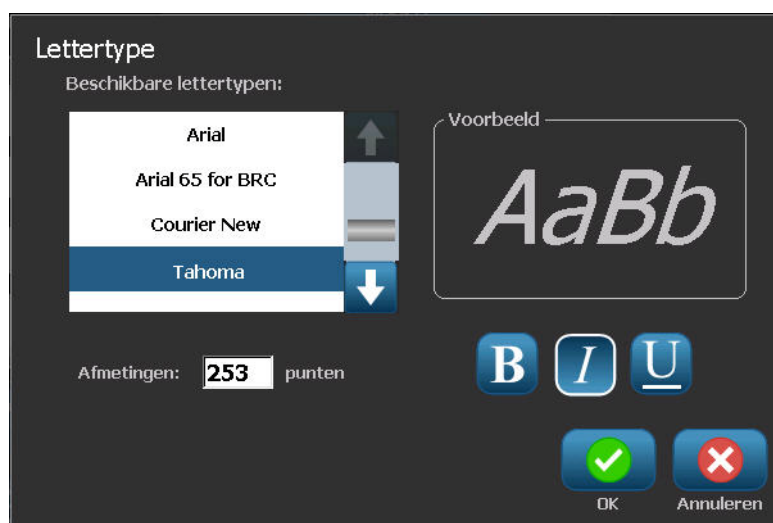 Lettertype
Beschikbare lettertypen:
Arial
Arial 65 for BRC
Courier New
Tahoma
Voorbeeld
AaBb
Afmetingen: 253 punten
B I U
OK Annuleren